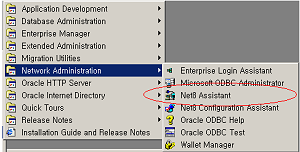 Application Development
Database Administration
Enterprise Manager
Extended Administration
Migration Utilities
Network Administration
Oracle HTTP Server
Oracle Internet Directory
Quick Tours
Release Notes
Installation Guide and Release Notes
Enterprise Login Assistant
Microsoft ODBC Administrator
Net8 Assistant
Net8 Configuration Assistant
Oracle ODBC Help
Oracle ODBC Test
Wallet Manager